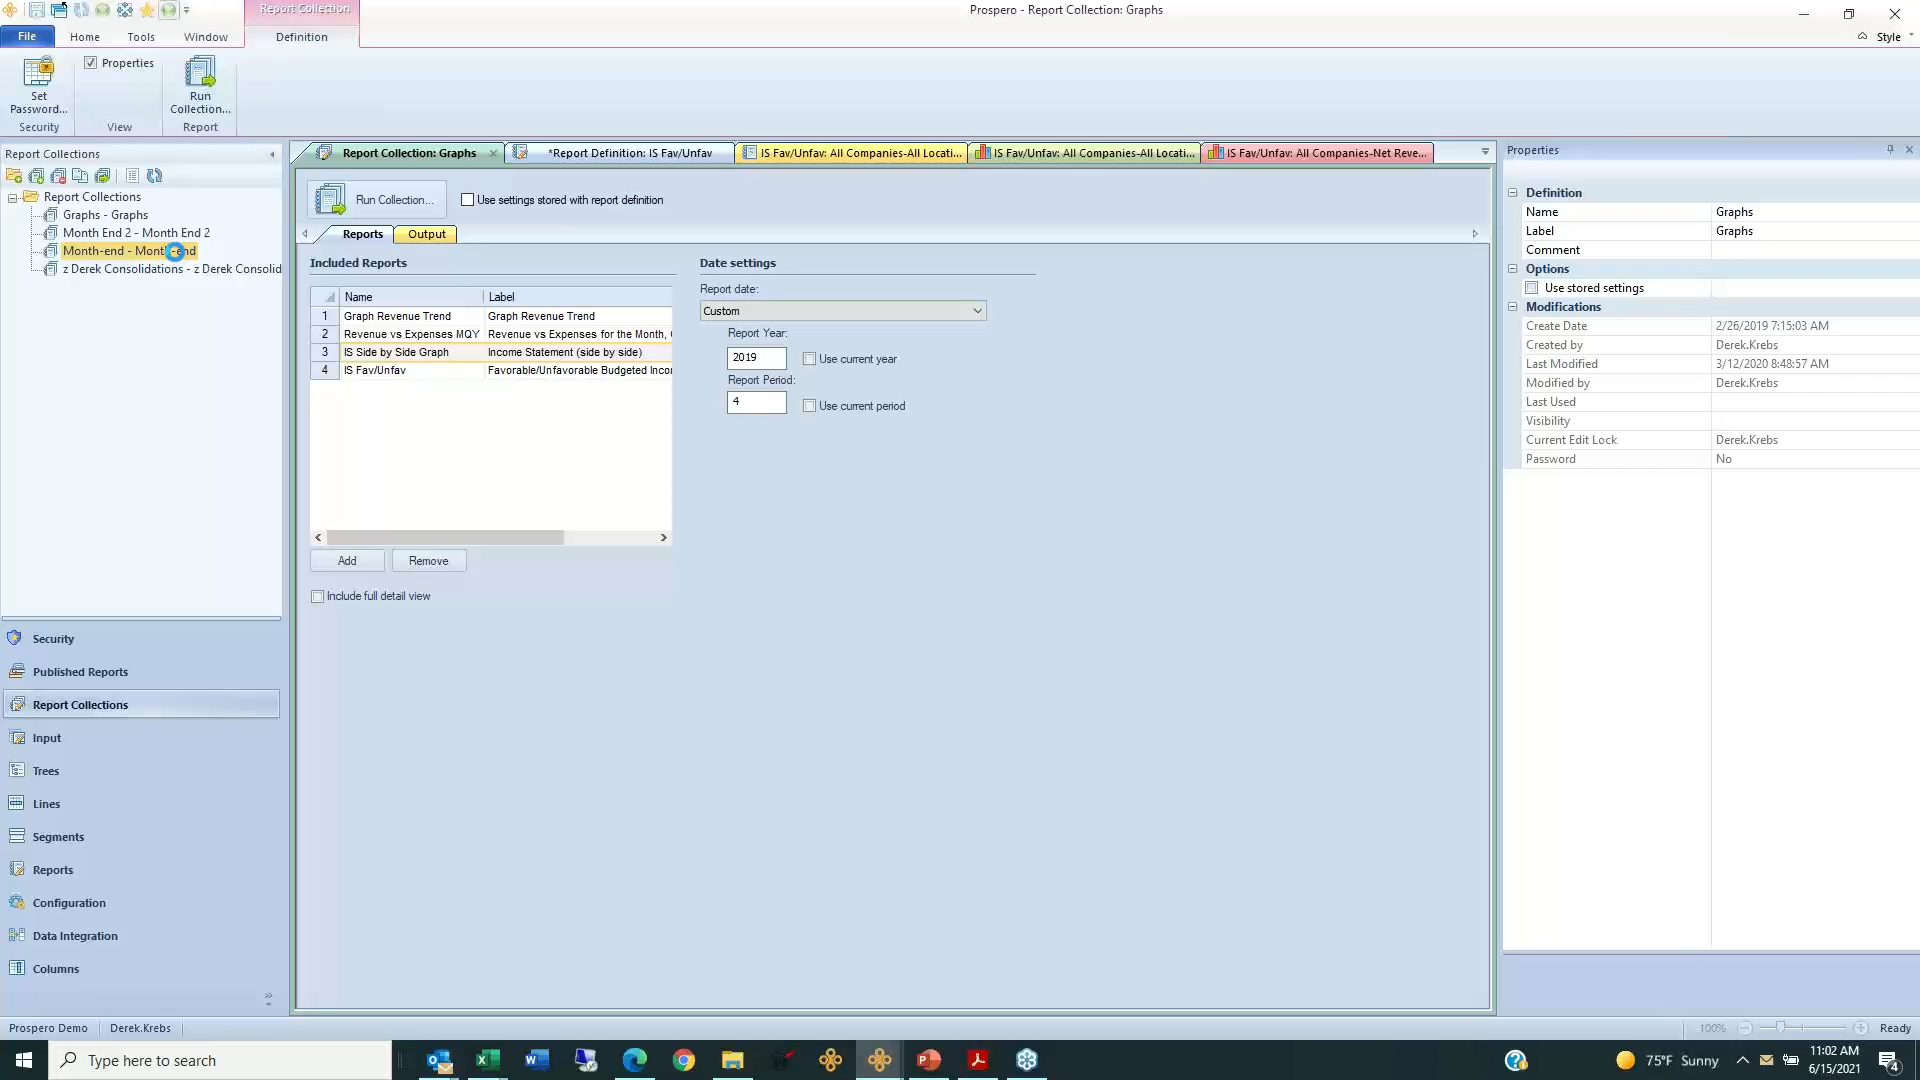 Report Collection
Prospero - Report Collection: Graphs
File
Home
Tools
Window
Definition
Style
Set
Password...
Security
Properties
View
Run
Collection...
Report
Report Collections
Report Collections
Graphs - Graphs
Month End 2 - Month End 2
Month-end - Month-end
z Derek Consolidations - z Derek Consolid
Security
Published Reports
Report Collections
Input
Trees
Lines
Segments
Reports
Configuration
Data Integration
Columns
Report Collection: Graphs
*Report Definition: IS Fav/Unfav
IS Fav/Unfav: All Companies-All Locati...
IS Fav/Unfav: All Companies-All Locati...
IS Fav/Unfav: All Companies-Net Reve...
Run Collection...
Use settings stored with report definition
Reports
Output
Included Reports
Name Label
1 Graph Revenue Trend Graph Revenue Trend
2 Revenue vs Expenses MQY Revenue vs Expenses for the Month,
3 IS Side by Side Graph Income Statement (side by side)
4 IS Fav/Unfav Favorable/Unfavorable Budgeted Inco
Add
Remove
Include full detail view
Date settings
Report date:
Custom
Report Year:
2019
Use current year
Report Period:
4
Use current period
Properties
Definition
Name Graphs
Label Graphs
Comment
Options
Use stored settings
Modifications
Create Date 2/26/2019 7:15:03 AM
Created by Derek.Krebs
Last Modified 3/12/2020 8:48:57 AM
Modified by Derek.Krebs
Last Used
Visibility
Current Edit Lock Derek.Krebs
Password No
Prospero Demo
Derek.Krebs
100%
Ready
Type here to search
75°F Sunny
11:02 AM
6/15/2021
4